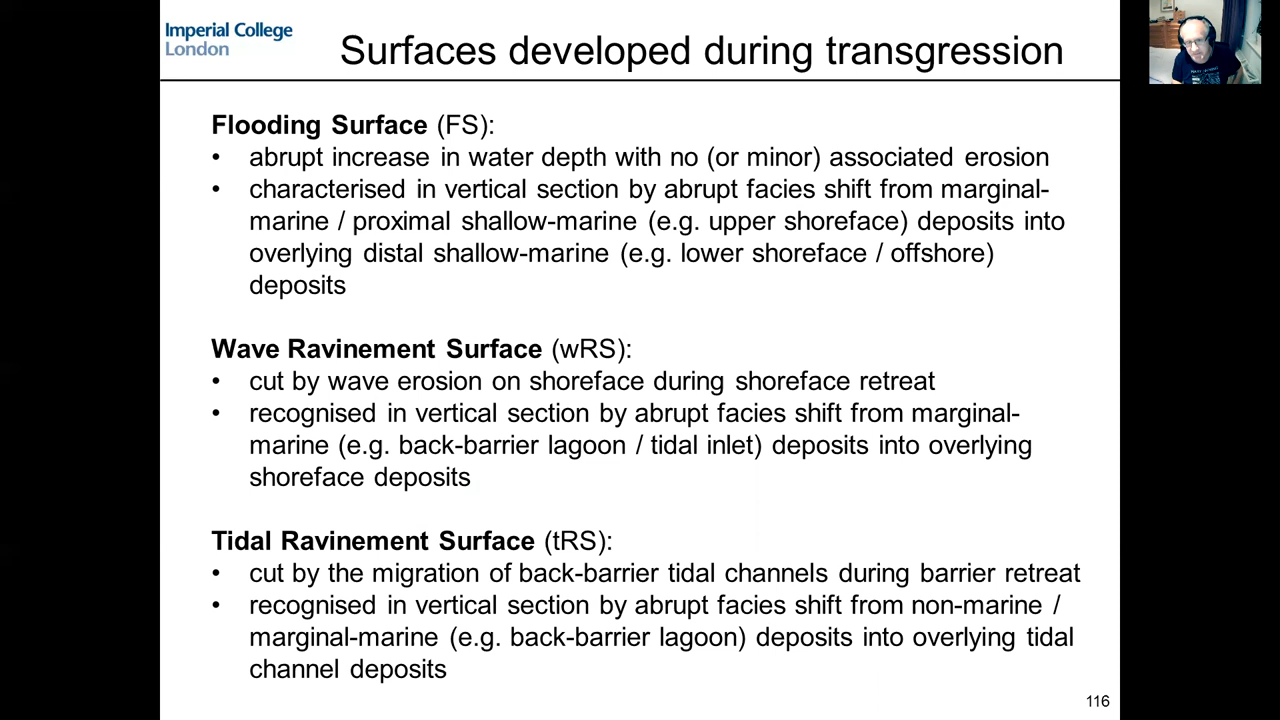 Imperial College
London
Surfaces developed during transgression
Flooding Surface (FS):
• abrupt increase in water depth with no (or minor) associated erosion
• characterised in vertical section by abrupt facies shift from marginal-
marine / proximal shallow-marine (e.g. upper shoreface) deposits into
overlying distal shallow-marine (e.g. lower shoreface / offshore)
deposits
Wave Ravinement Surface (wRS):
• cut by wave erosion on shoreface during shoreface retreat
• recognised in vertical section by abrupt facies shift from marginal-
marine (e.g. back-barrier lagoon / tidal inlet) deposits into overlying
shoreface deposits
Tidal Ravinement Surface (tRS):
• cut by the migration of back-barrier tidal channels during barrier retreat
• recognised in vertical section by abrupt facies shift from non-marine /
marginal-marine (e.g. back-barrier lagoon) deposits into overlying tidal
channel deposits
116